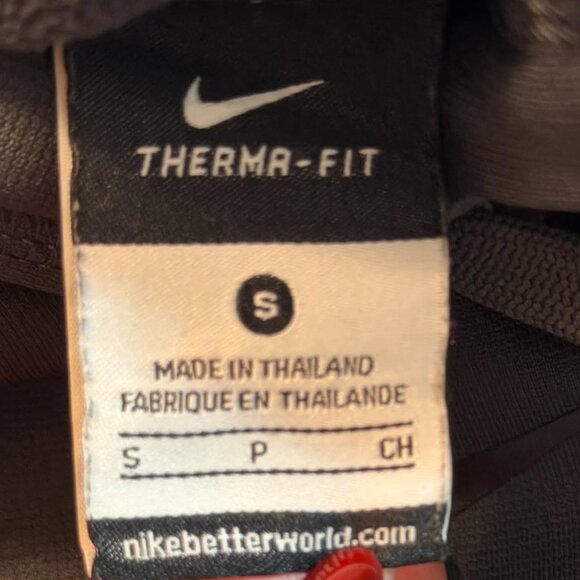 THERMA-FIT
S
MADE IN THAILAND
FABRIQUE EN THAILANDE
S P CH
nikebetterworld.com